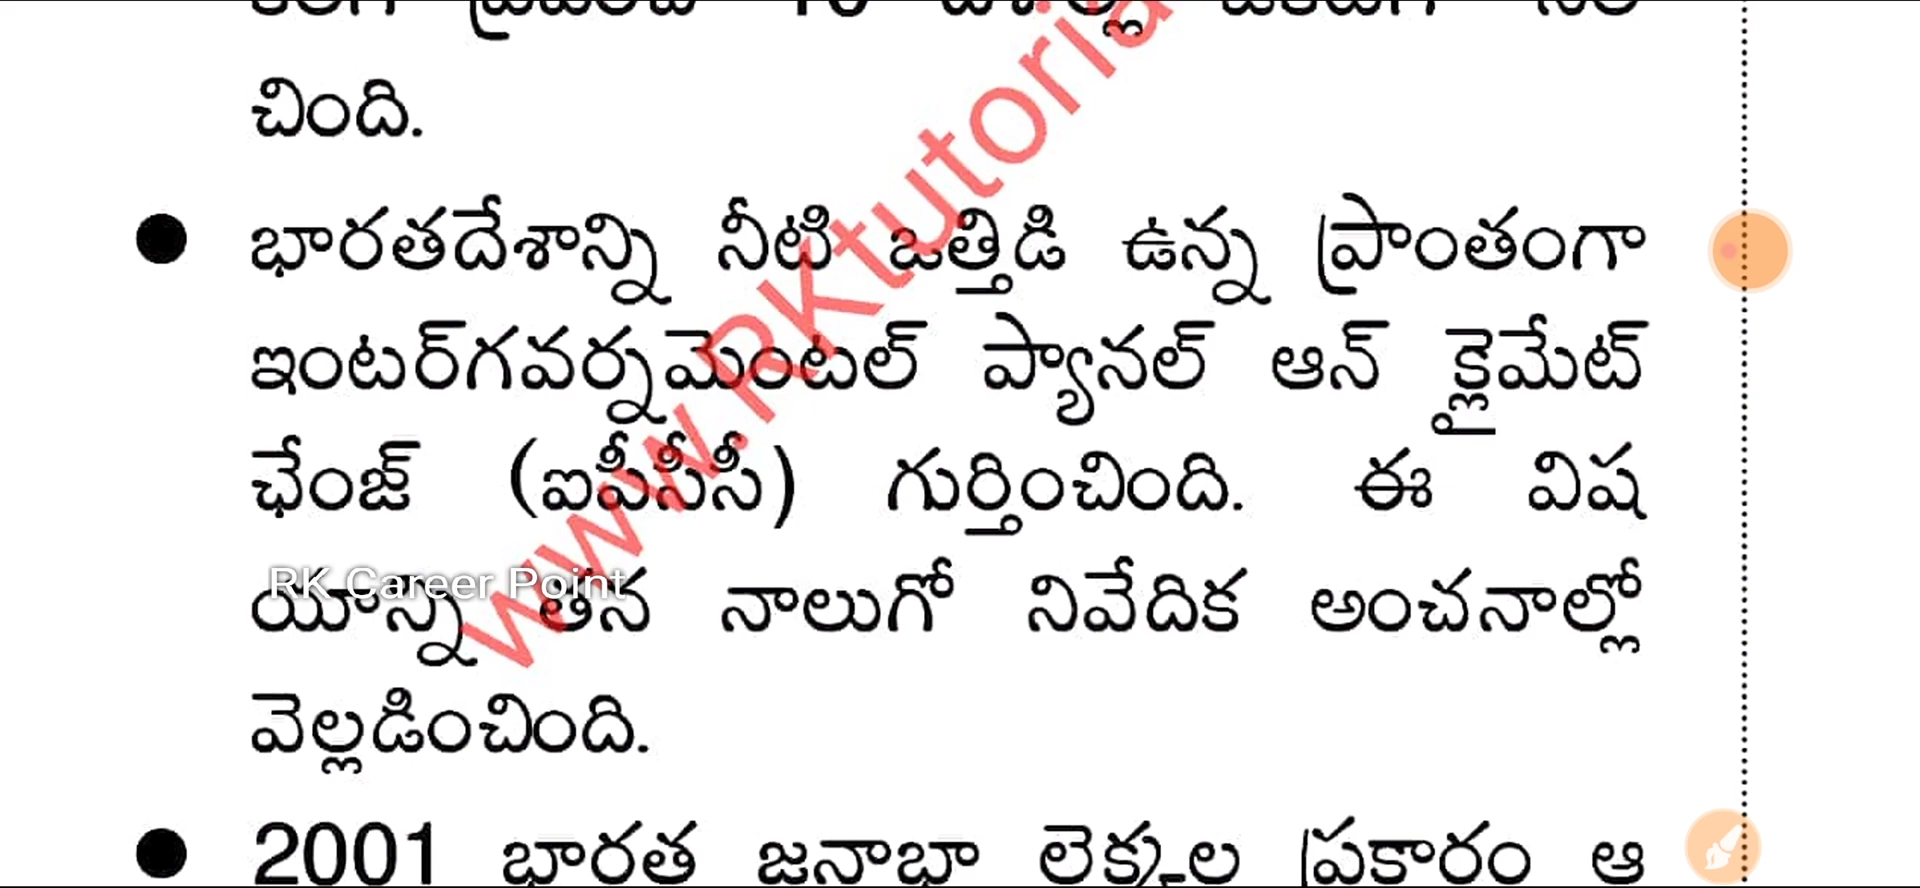 చింది.
● భారతదేశాన్ని నీటి ఒత్తిడి ఉన్న ప్రాంతంగా
ఇంటర్‌గవర్నమెంటల్ ప్యానల్ ఆన్ క్లైమేట్
ఛేంజ్ (ఐపీసీసీ) గుర్తించింది. ఈ విష
యాన్ని తన నాలుగో నివేదిక అంచనాల్లో
వెల్లడించింది.
● 2001 భారత జనాభా లెక్కల ప్రకారం ఆ
www.RKtutoria
RK Career Point